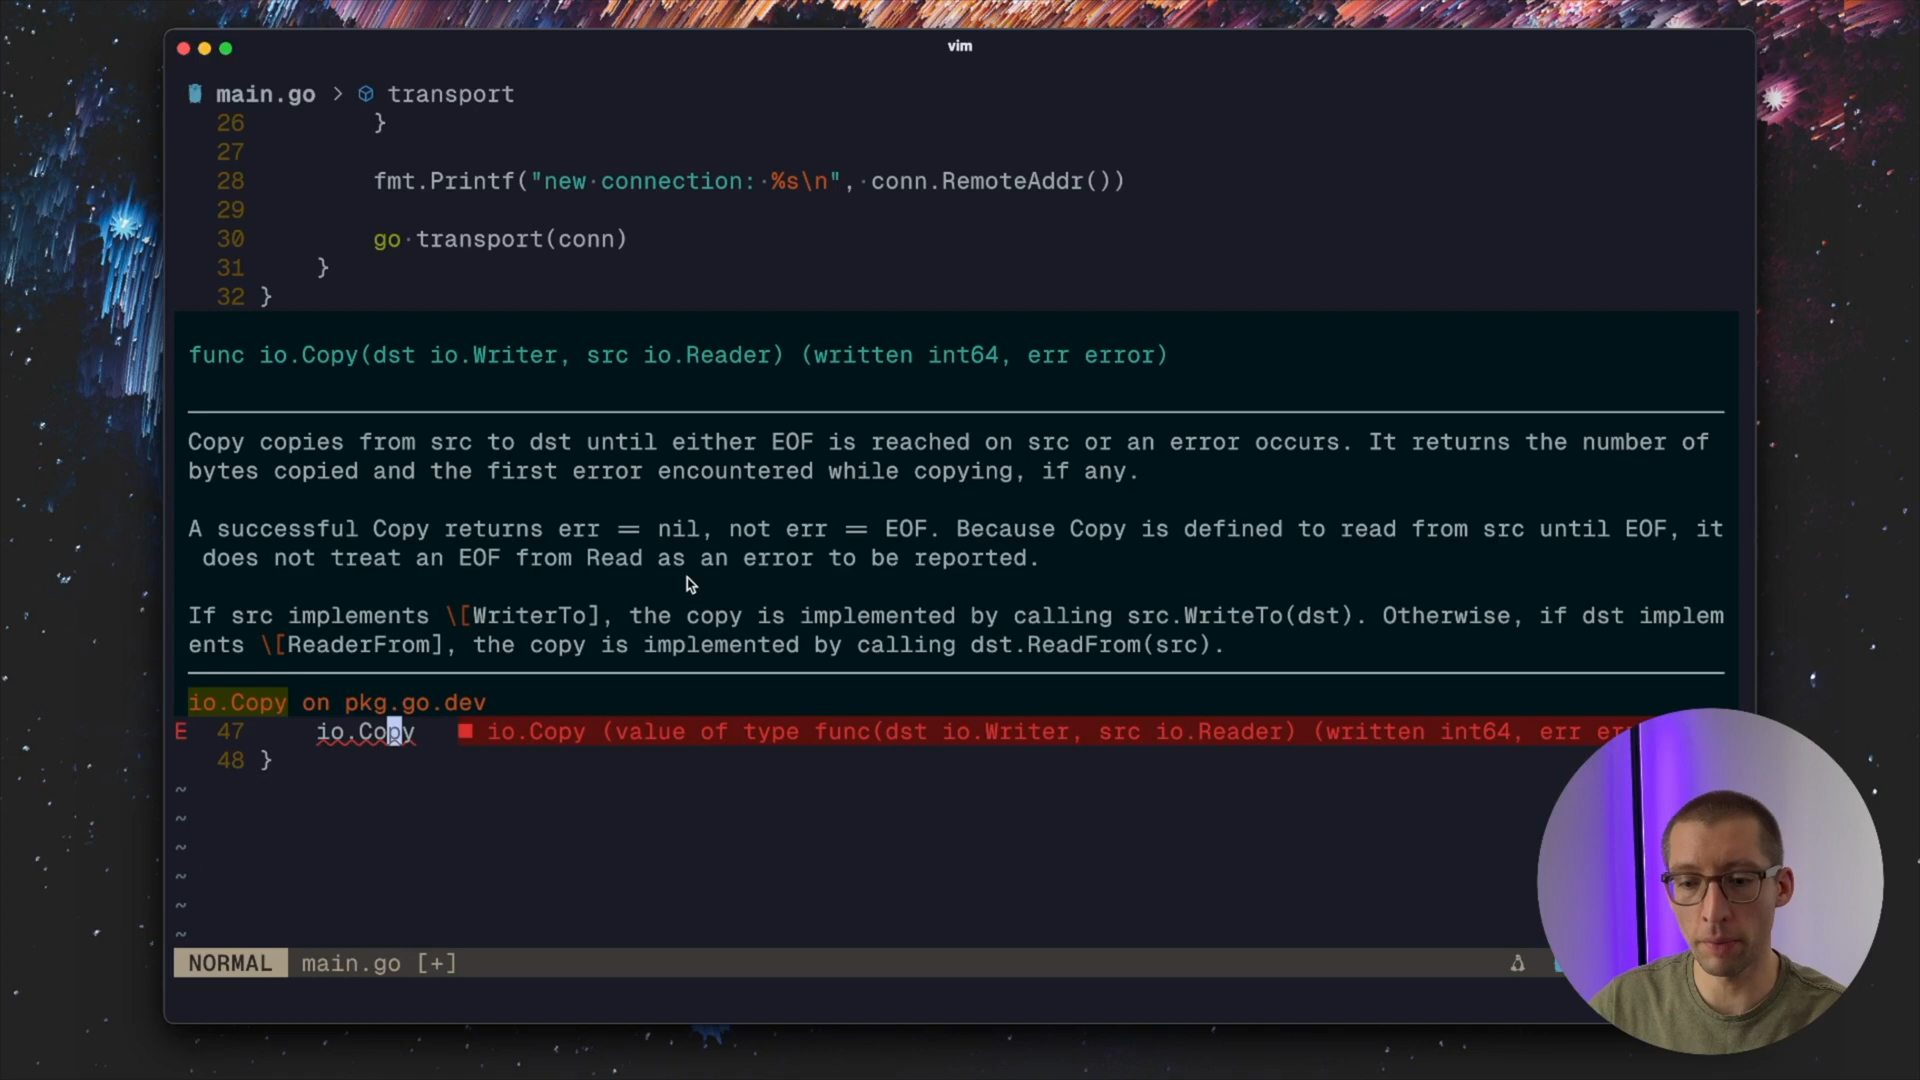 vim
main.go > transport
26 }
27
28 fmt.Printf("new·connection:·%s\n",·conn.RemoteAddr())
29
30 go·transport(conn)
31 }
32 }
func io.Copy(dst io.Writer, src io.Reader) (written int64, err error)
Copy copies from src to dst until either EOF is reached on src or an error occurs. It returns the number of
bytes copied and the first error encountered while copying, if any.
A successful Copy returns err == nil, not err == EOF. Because Copy is defined to read from src until EOF, it
does not treat an EOF from Read as an error to be reported.
If src implements \[WriterTo], the copy is implemented by calling src.WriteTo(dst). Otherwise, if dst implem
ents \[ReaderFrom], the copy is implemented by calling dst.ReadFrom(src).
io.Copy on pkg.go.dev
E 47 io.Copy ■ io.Copy (value of type func(dst io.Writer, src io.Reader) (written int64, err er
48 }
~
~
~
~
~
~
NORMAL main.go [+]